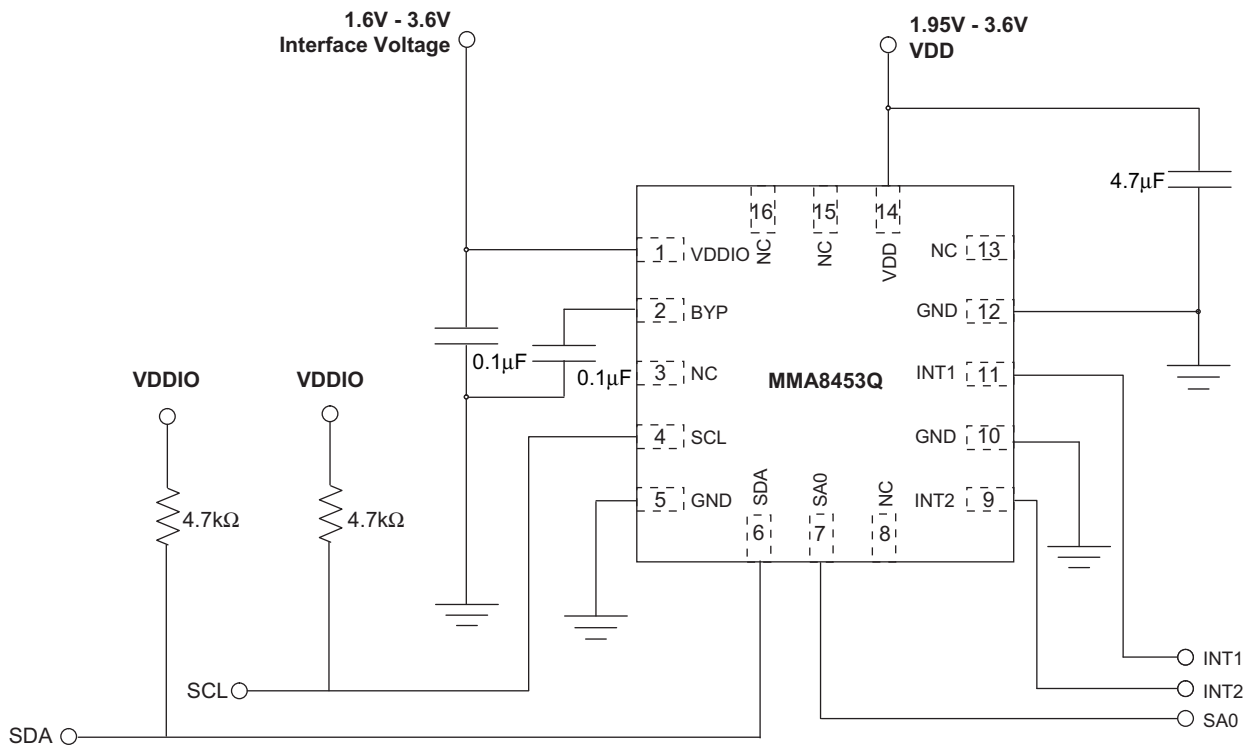 1.6V - 3.6V
Interface Voltage
1.95V - 3.6V
VDD
4.7μF
16
NC
15
NC
14
VDD
1
VDDIO
NC
13
2
BYP
GND
12
0.1μF
0.1μF
3
NC
MMA8453Q
INT1
11
VDDIO
VDDIO
4
SCL
GND
10
5
GND
SDA
6
SA0
7
NC
8
INT2
9
4.7kΩ
4.7kΩ
INT1
SCL
INT2
SA0
SDA